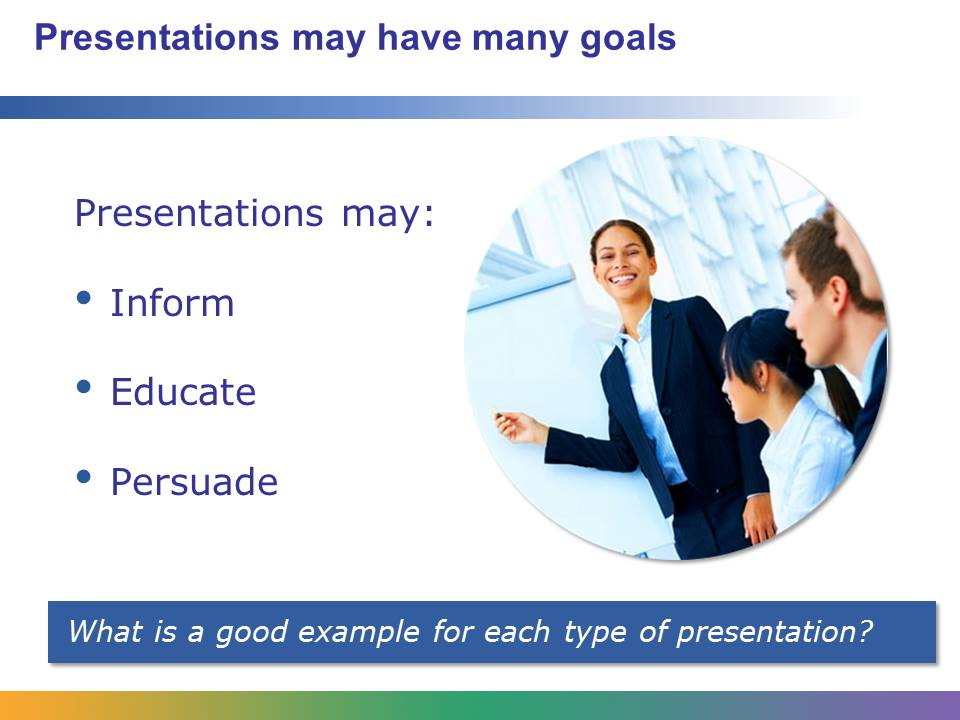 Presentations may have many goals
Presentations may:
• Inform
• Educate
• Persuade
What is a good example for each type of presentation?